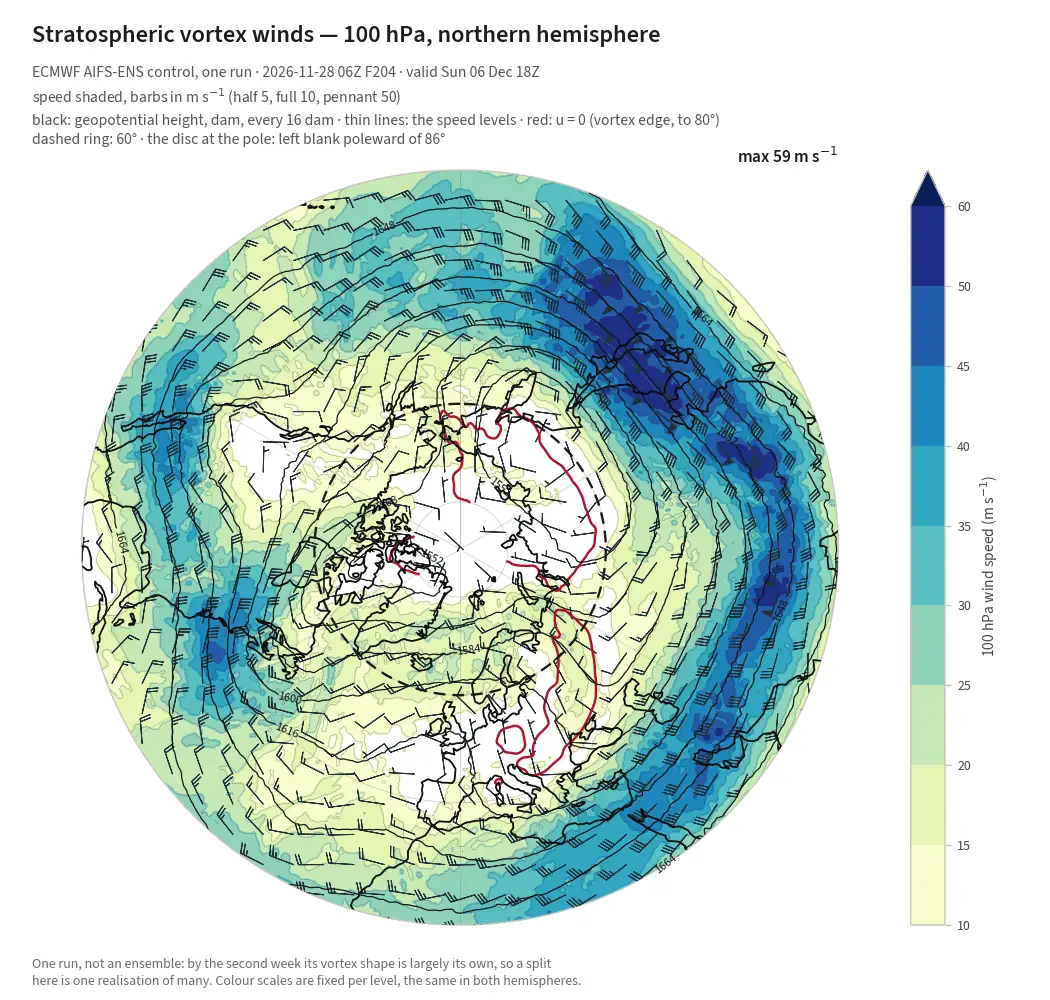 Stratospheric vortex winds — 100 hPa, northern hemisphere
ECMWF AIFS-ENS control, one run · 2026-11-28 06Z F204 · valid Sun 06 Dec 18Z
speed shaded, barbs in m s⁻¹ (half 5, full 10, pennant 50)
black: geopotential height, dam, every 16 dam · thin lines: the speed levels · red: u = 0 (vortex edge, to 80°)
dashed ring: 60° · the disc at the pole: left blank poleward of 86°
max 59 m s⁻¹
60
50
45
40
35
30
25
20
15
10
100 hPa wind speed (m s⁻¹)
1648
1664
1664
1552
1648
1584
1600
1616
1664
One run, not an ensemble: by the second week its vortex shape is largely its own, so a split
here is one realisation of many. Colour scales are fixed per level, the same in both hemispheres.